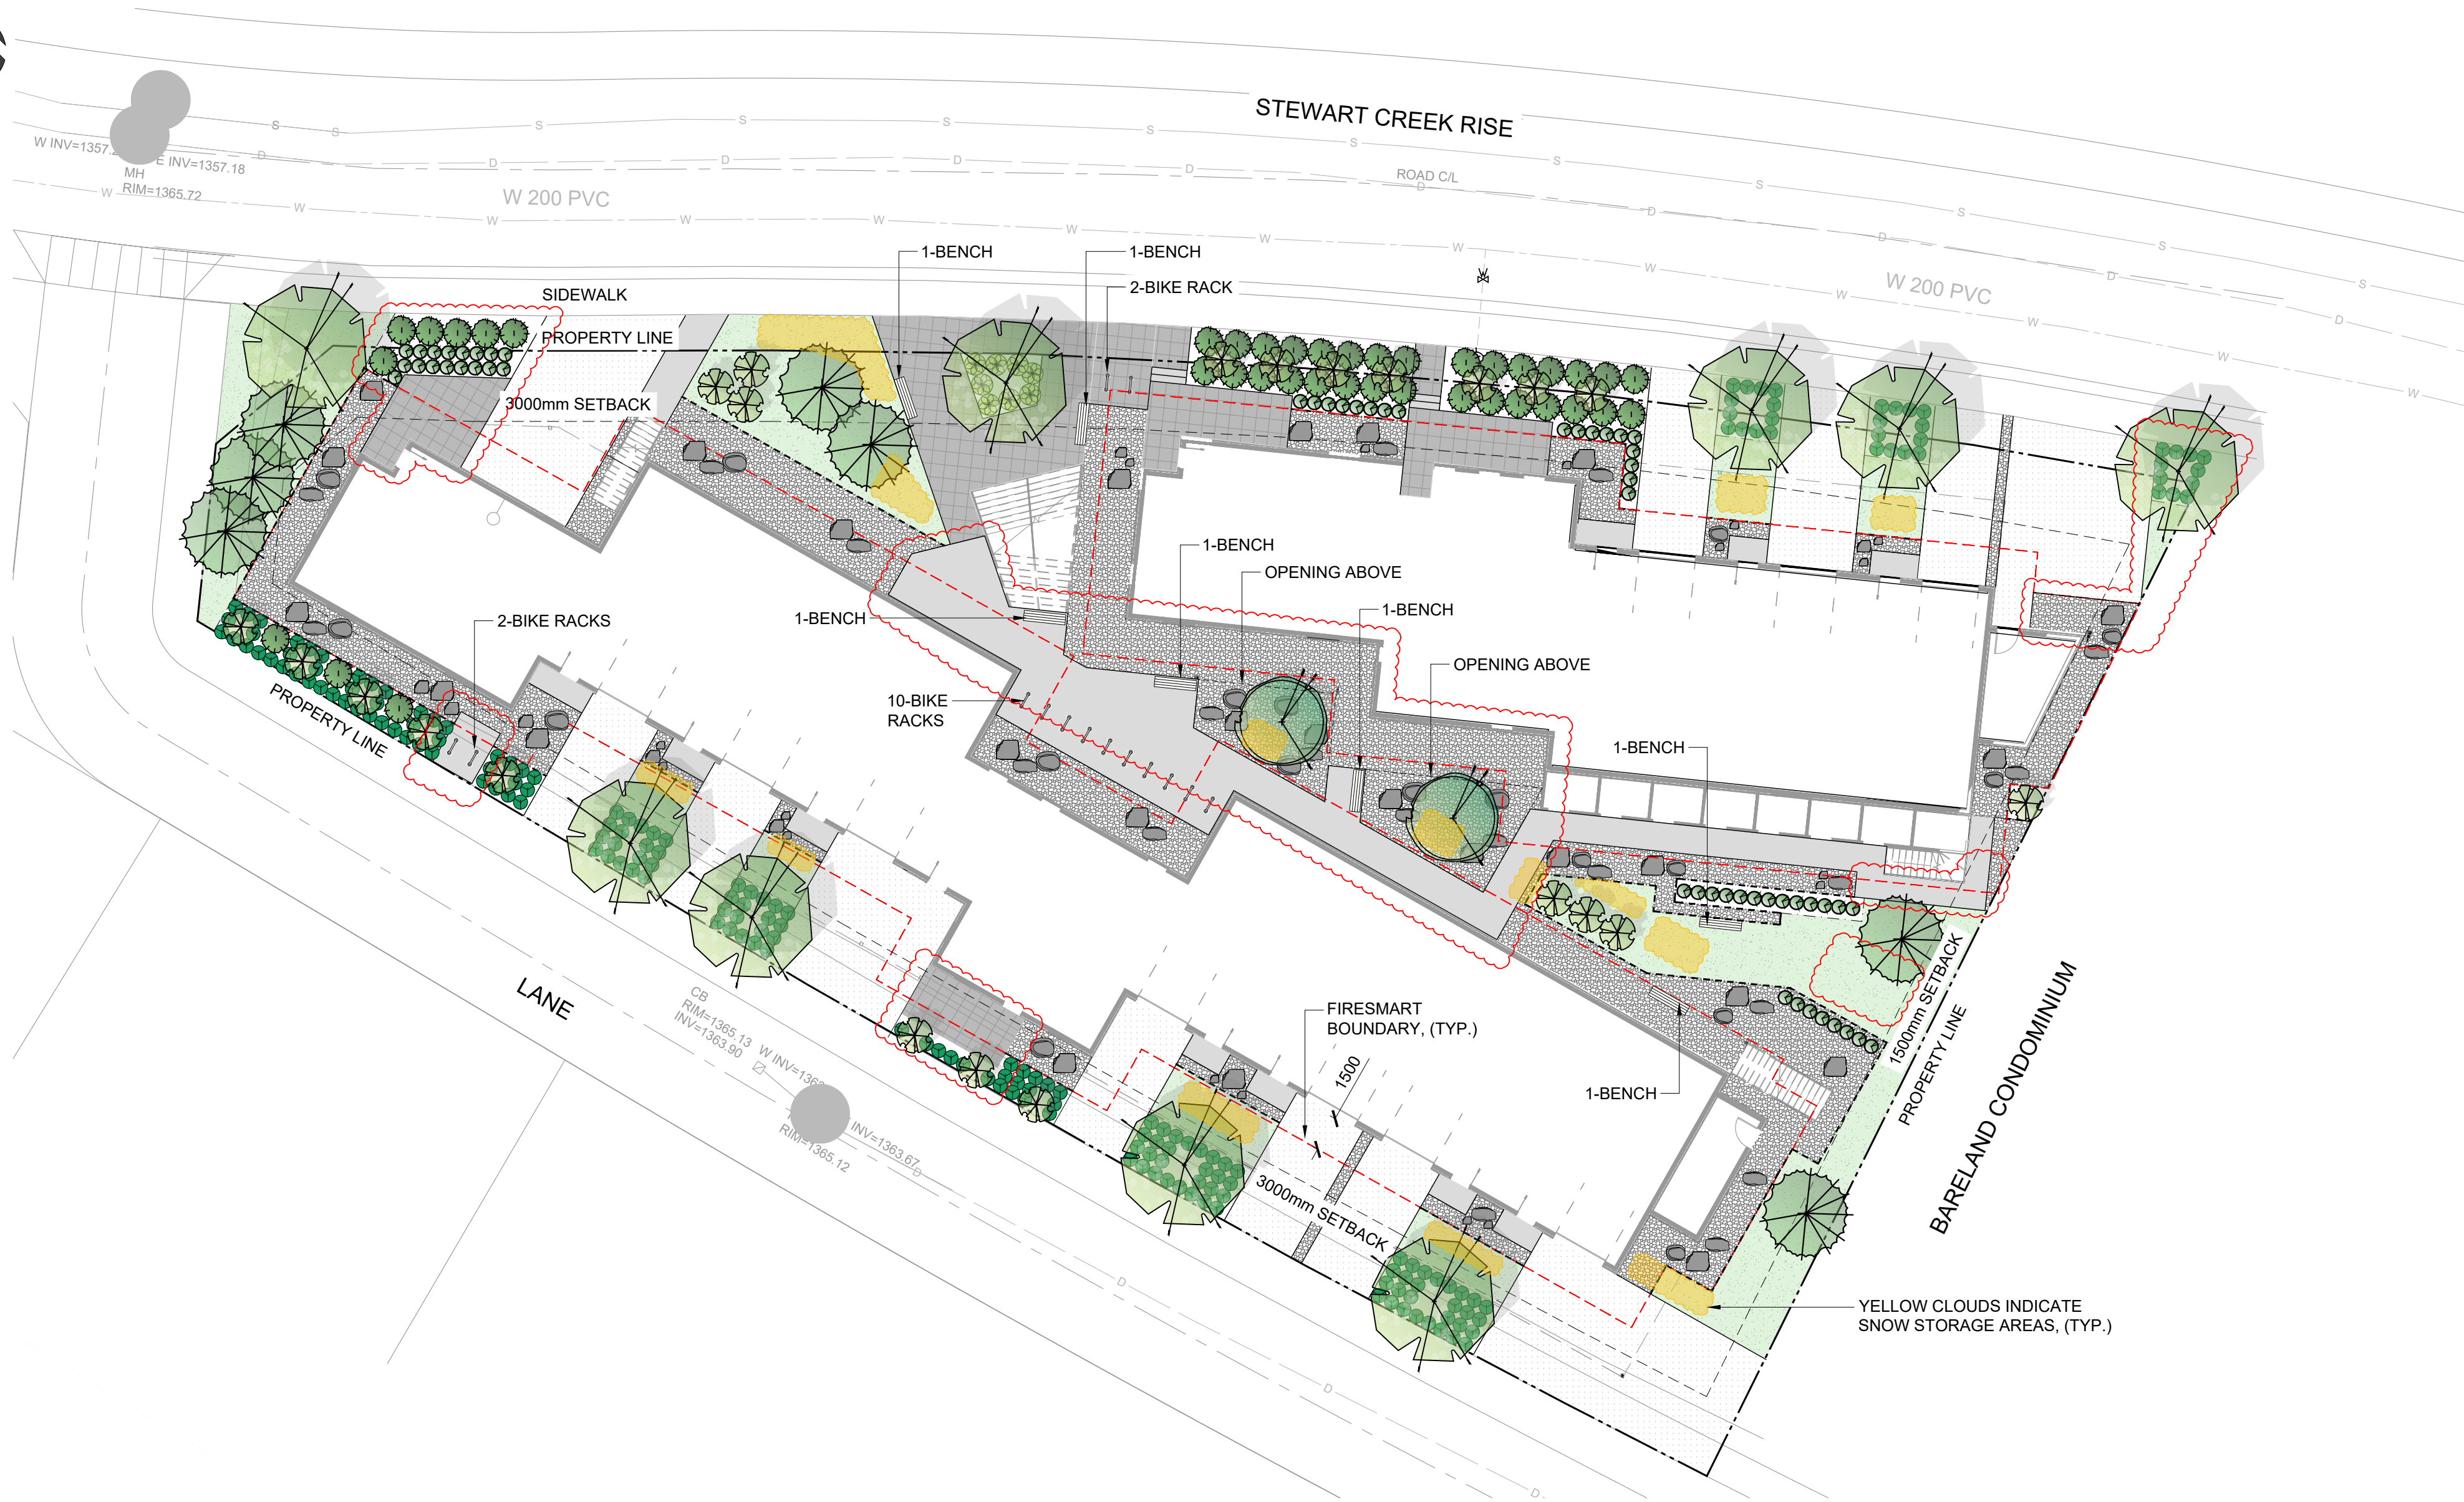 STEWART CREEK RISE
S S S S S S S S S S S S
W INV=1357.
E INV=1357.18
MH
RIM=1365.72
D D D D D D D D D D
ROAD C/L
W 200 PVC
W W W W W W W W W W W W W
W 200 PVC
1-BENCH
1-BENCH
2-BIKE RACK
W
SIDEWALK
PROPERTY LINE
3000mm SETBACK
1-BENCH
OPENING ABOVE
1-BENCH
1-BENCH
2-BIKE RACKS
OPENING ABOVE
10-BIKE
RACKS
PROPERTY LINE
1-BENCH
LANE
CB
RIM=1365.13
INV=1363.90
W INV=136
INV=1363.67
RIM=1365.12
D
FIRESMART
BOUNDARY, (TYP.)
1500
1-BENCH
3000mm SETBACK
1500mm SETBACK
PROPERTY LINE
BARELAND CONDOMINIUM
YELLOW CLOUDS INDICATE
SNOW STORAGE AREAS, (TYP.)
D
D
D